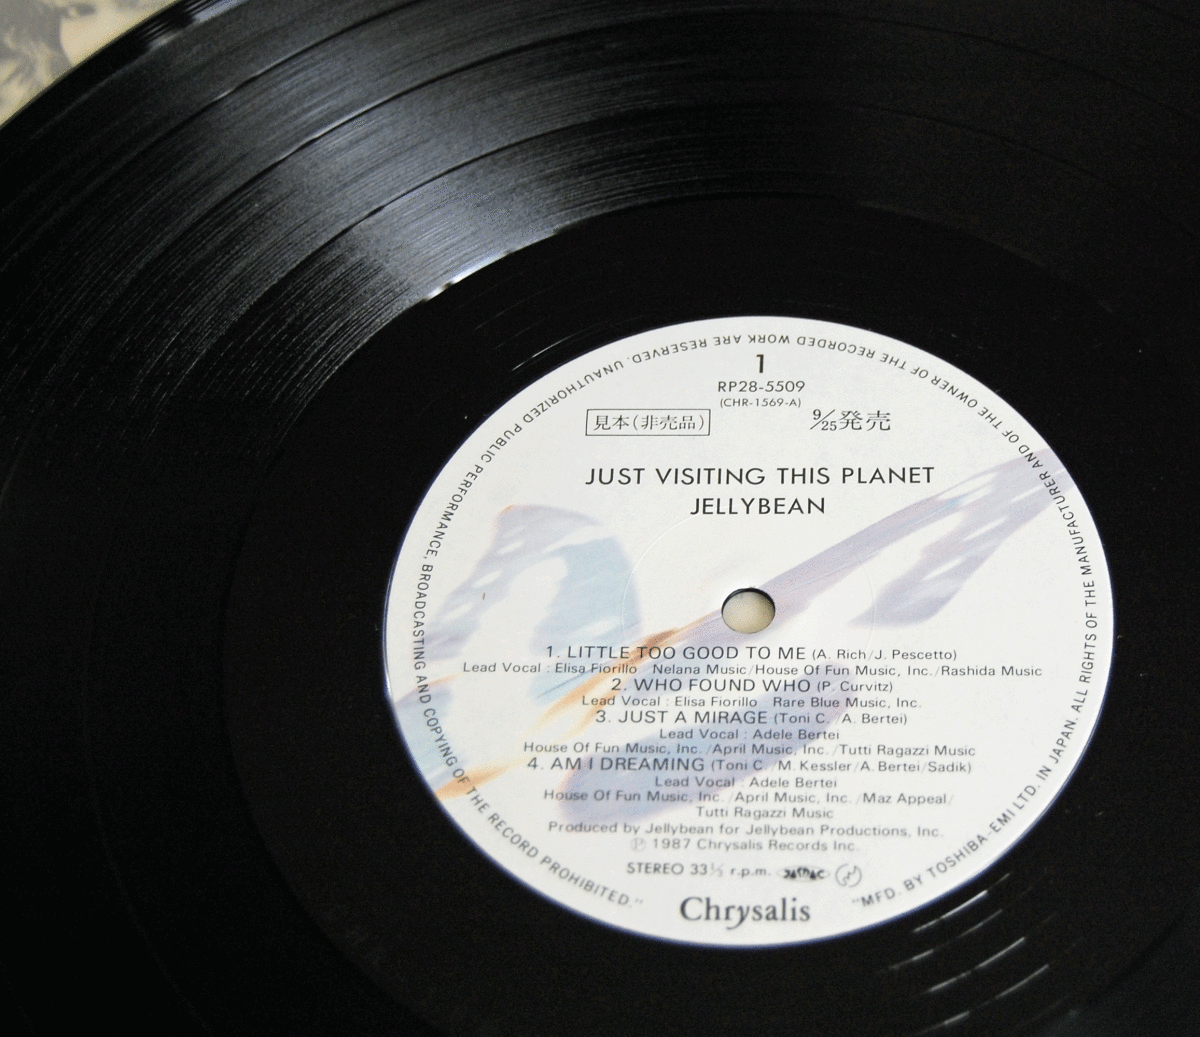 1
RP28-5509
(CHR-1569-A)
見本(非売品)
9/25発売
JUST VISITING THIS PLANET
JELLYBEAN
1. LITTLE TOO GOOD TO ME (A. Rich/J. Pescetto)
Lead Vocal : Elisa Fiorillo Nelana Music/House Of Fun Music, Inc./Rashida Music
2. WHO FOUND WHO (P. Curvitz)
Lead Vocal : Elisa Fiorillo Rare Blue Music, Inc.
3. JUST A MIRAGE (Toni C. /A. Bertei)
Lead Vocal : Adele Bertei
House Of Fun Music, Inc. /April Music, Inc. /Tutti Ragazzi Music
4. AM I DREAMING (Toni C. /M. Kessler/A. Bertei/Sadik)
Lead Vocal : Adele Bertei
House Of Fun Music, Inc. /April Music, Inc. /Maz Appeal/
Tutti Ragazzi Music
Produced by Jellybean for Jellybean Productions, Inc.
℗ 1987 Chrysalis Records Inc.
STEREO 33⅓ r.p.m. JASRAC
Chrysalis
"MFD. BY TOSHIBA-EMI LTD. IN JAPAN. ALL RIGHTS OF THE MANUFACTURER AND OF THE OWNER OF THE RECORDED WORK ARE RESERVED. UNAUTHORIZED PUBLIC PERFORMANCE, BROADCASTING AND COPYING OF THE RECORD PROHIBITED."